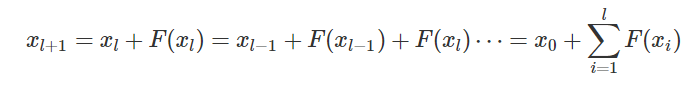 x_{l+1} = x_l + F(x_l) = x_{l-1} + F(x_{l-1}) + F(x_l) \cdots = x_0 + \sum_{i=1}^{l} F(x_i)